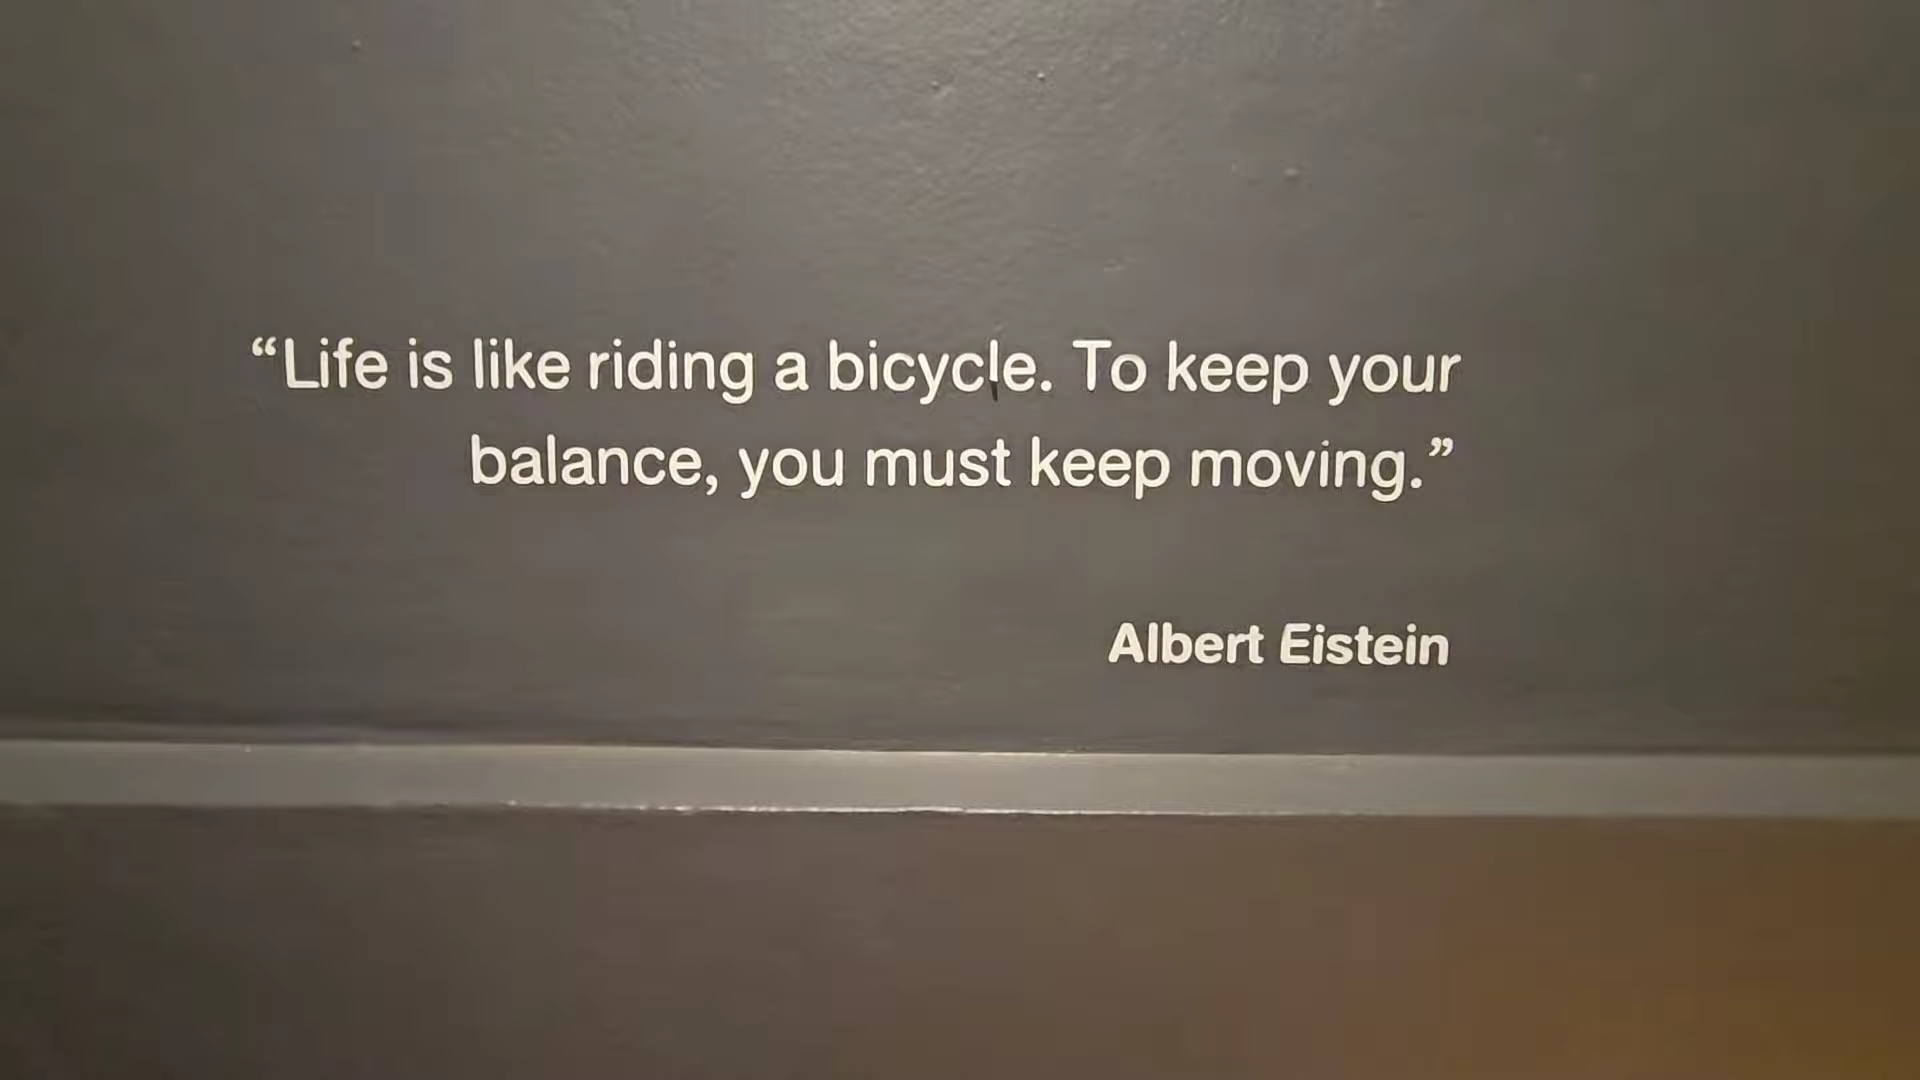 “Life is like riding a bicycle. To keep your
balance, you must keep moving.”
Albert Eistein